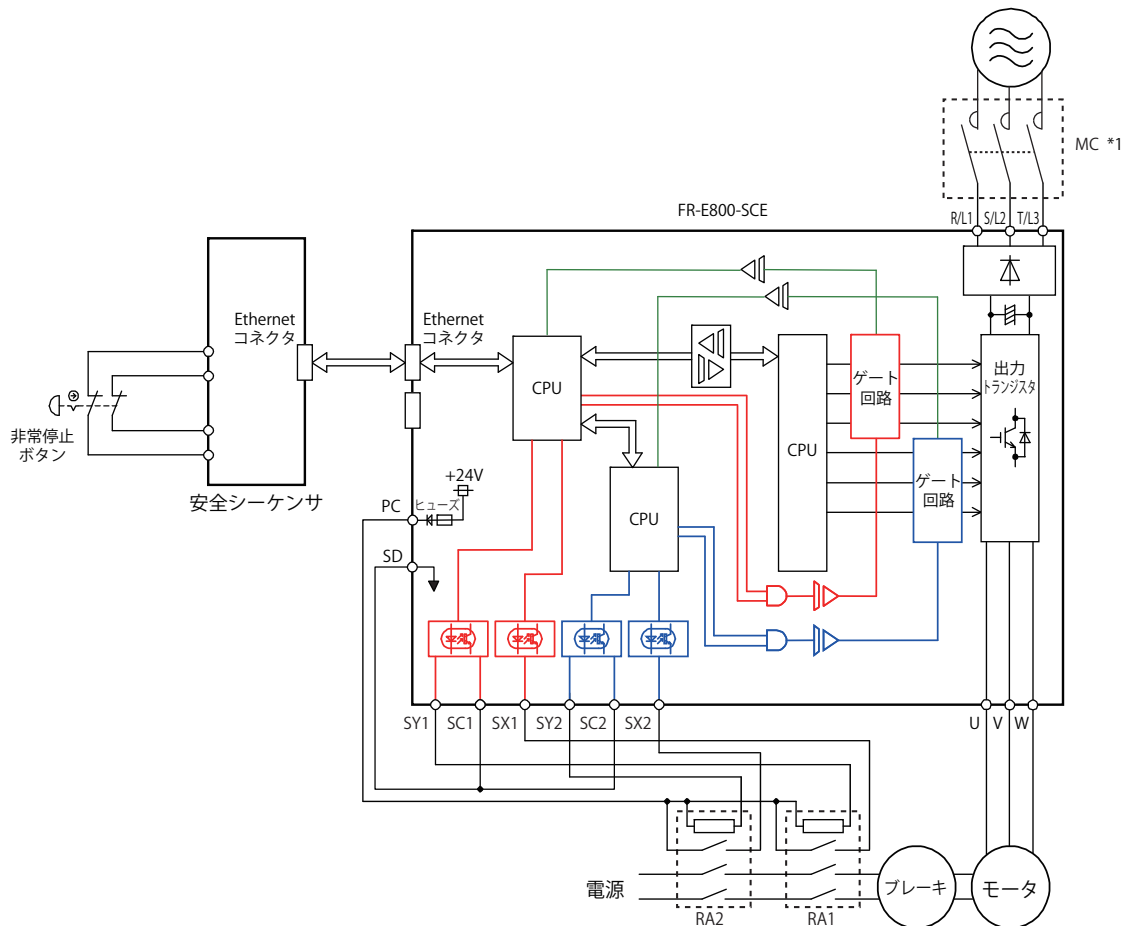 MC *1
FR-E800-SCE
R/L1 S/L2 T/L3
Ethernet
コネクタ
Ethernet
コネクタ
CPU
ゲート
回路
出力
トランジスタ
非常停止
ボタン
CPU
ゲート
回路
+24V
安全シーケンサ
PC
ヒューズ
CPU
SD
SY1 SC1 SX1 SY2 SC2 SX2
U V W
電源
ブレーキ
モータ
RA2
RA1